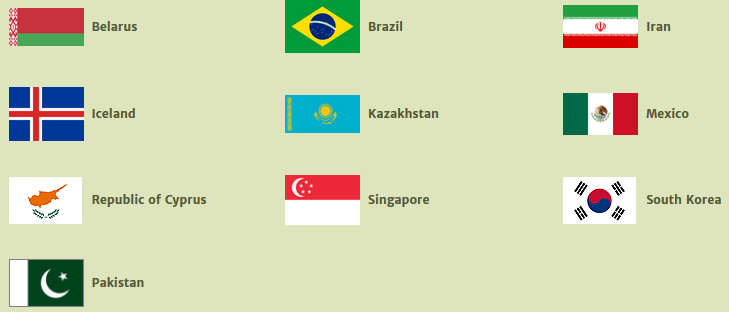 Belarus
Brazil
Iran
Iceland
Kazakhstan
Mexico
Republic of Cyprus
Singapore
South Korea
Pakistan